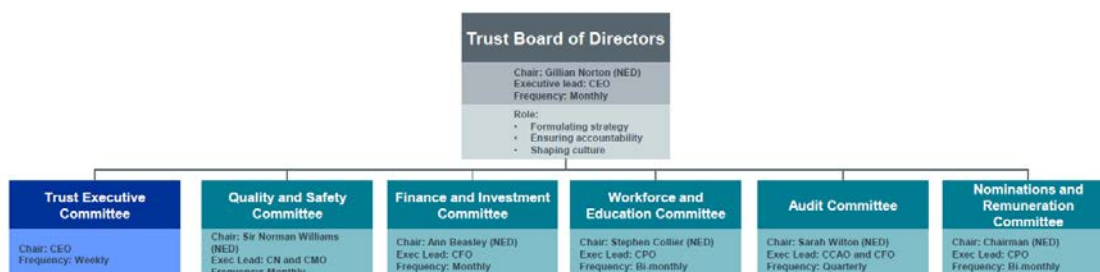 Trust Board of Directors
Chair: Gillian Norton (NED)
Executive lead: CEO
Frequency: Monthly
Role:
• Formulating strategy
• Ensuring accountability
• Shaping culture
Trust Executive
Committee
Chair: CEO
Frequency: Weekly
Quality and Safety
Committee
Chair: Sir Norman Williams
(NED)
Exec Lead: CN and CMO
Frequency: Monthly
Finance and Investment
Committee
Chair: Ann Beasley (NED)
Exec Lead: CFO
Frequency: Monthly
Workforce and
Education Committee
Chair: Stephen Collier (NED)
Exec Lead: CPO
Frequency: Bi-monthly
Audit Committee
Chair: Sarah Wilton (NED)
Exec Lead: CCAO and CFO
Frequency: Quarterly
Nominations and
Remuneration
Committee
Chair: Chairman (NED)
Exec Lead: CPO
Frequency: Bi-monthly